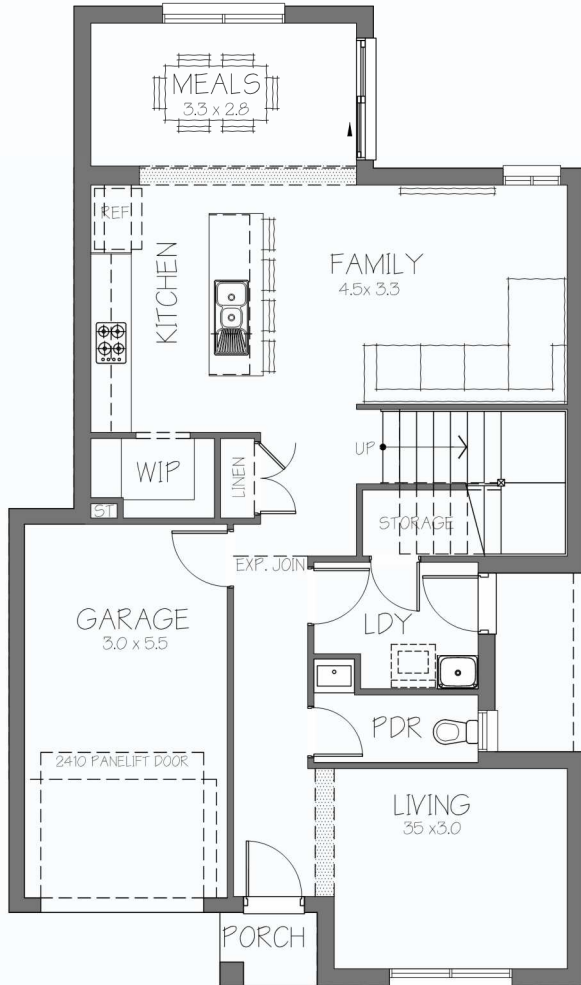 MEALS
3.3 x 2.8
REF
KITCHEN
FAMILY
4.5x 3.3
UP
WIP
LINEN
ST
STORAGE
EXP. JOIN
GARAGE
3.0 x 5.5
LDY
PDR
2410 PANELIFT DOOR
LIVING
35 x3.0
PORCH